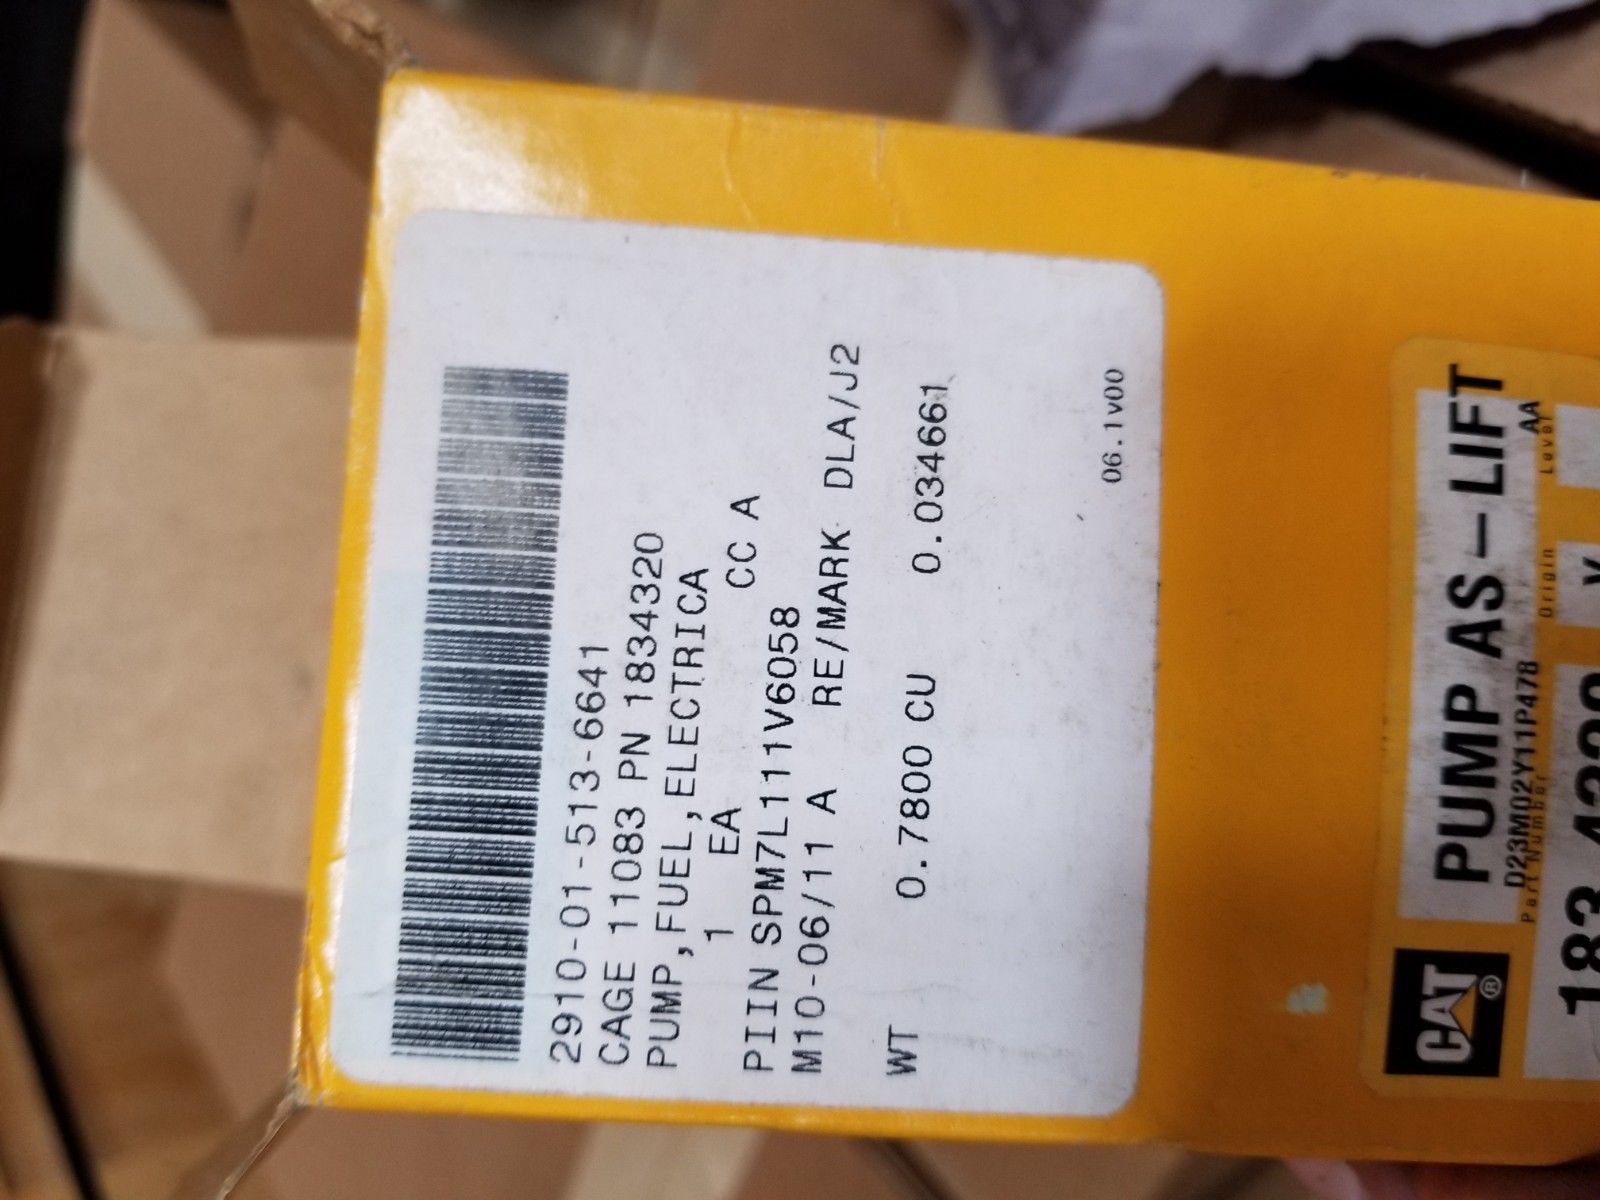 2910-01-513-6641
CAGE 11083 PN 1834320
PUMP,FUEL,ELECTRICA
1 EA CC A
PIIN SPM7L111V6058
M10-06/11 A RE/MARK DLA/J2
WT 0.7800 CU 0.034661
06.1v00
CAT®
PUMP AS-LIFT
D23M02Y11P478 AA
Part Number Origin Level
183